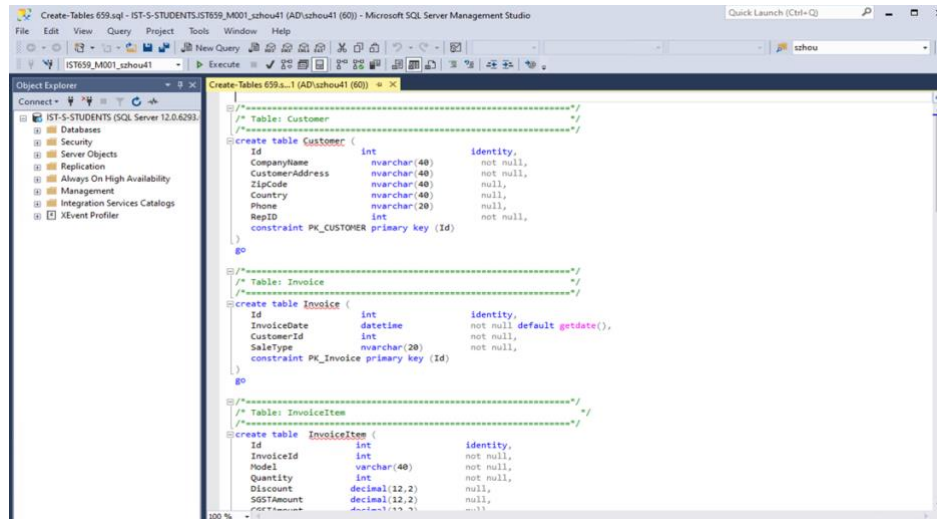 Create-Tables 659.sql - IST-S-STUDENTS.IST659_M001_szhou41 (AD\szhou41 (60)) - Microsoft SQL Server Management Studio
Quick Launch (Ctrl+Q)
File Edit View Query Project Tools Window Help
New Query
szhou
IST659_M001_szhou41
Execute
Object Explorer
Create-Tables 659.s...1 (AD\szhou41 (60))
Connect
IST-S-STUDENTS (SQL Server 12.0.6293.
Databases
Security
Server Objects
Replication
Always On High Availability
Management
Integration Services Catalogs
XEvent Profiler
/*==============================================================*/
/* Table: Customer */
/*==============================================================*/
create table Customer (
Id int identity,
CompanyName nvarchar(40) not null,
CustomerAddress nvarchar(40) not null,
ZipCode nvarchar(40) null,
Country nvarchar(40) null,
Phone nvarchar(20) null,
RepID int not null,
constraint PK_CUSTOMER primary key (Id)
)
go
/*==============================================================*/
/* Table: Invoice */
/*==============================================================*/
create table Invoice (
Id int identity,
InvoiceDate datetime not null default getdate(),
CustomerId int not null,
SaleType nvarchar(20) not null,
constraint PK_Invoice primary key (Id)
)
go
/*==============================================================*/
/* Table: InvoiceItem */
/*==============================================================*/
create table InvoiceItem (
Id int identity,
InvoiceId int not null,
Model varchar(40) not null,
Quantity int not null,
Discount decimal(12,2) null,
SGSTAmount decimal(12,2) null,
CGSTAmount decimal(12,2) null,
100 %